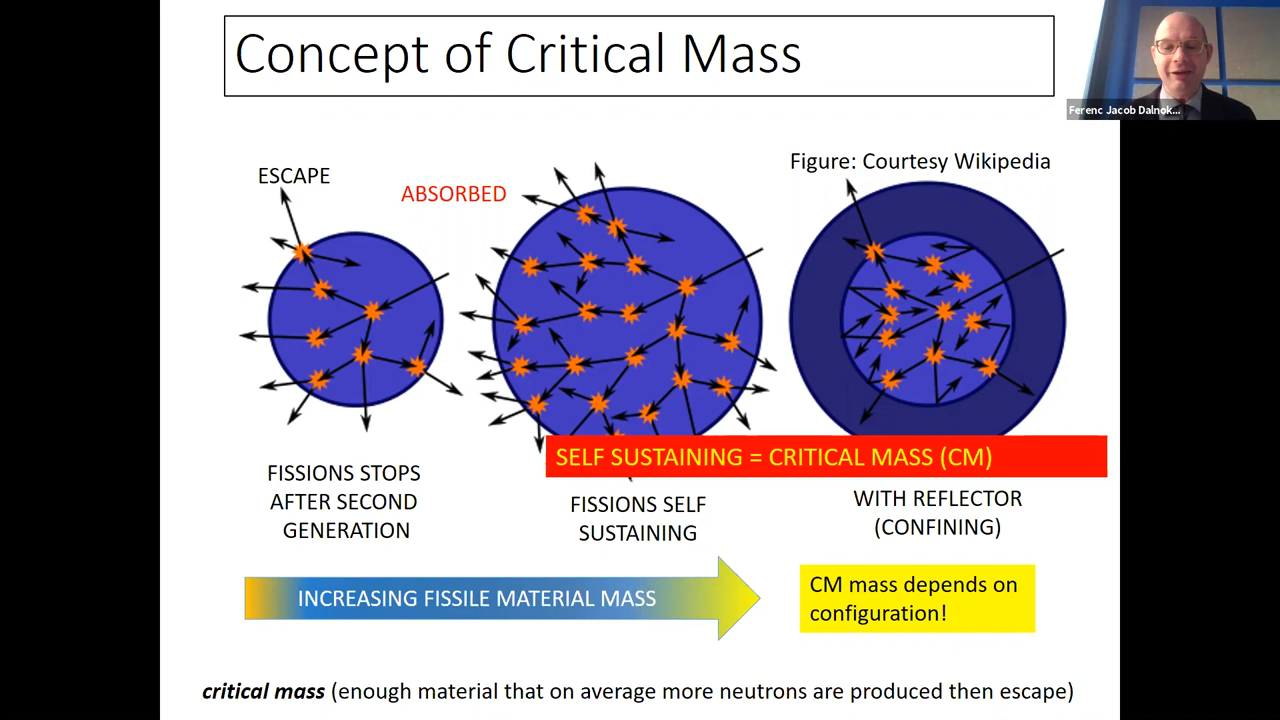 Concept of Critical Mass
Ferenc Jacob Dalnok...
ESCAPE
ABSORBED
Figure: Courtesy Wikipedia
SELF SUSTAINING = CRITICAL MASS (CM)
FISSIONS STOPS
AFTER SECOND
GENERATION
FISSIONS SELF
SUSTAINING
WITH REFLECTOR
(CONFINING)
INCREASING FISSILE MATERIAL MASS
CM mass depends on
configuration!
critical mass (enough material that on average more neutrons are produced then escape)